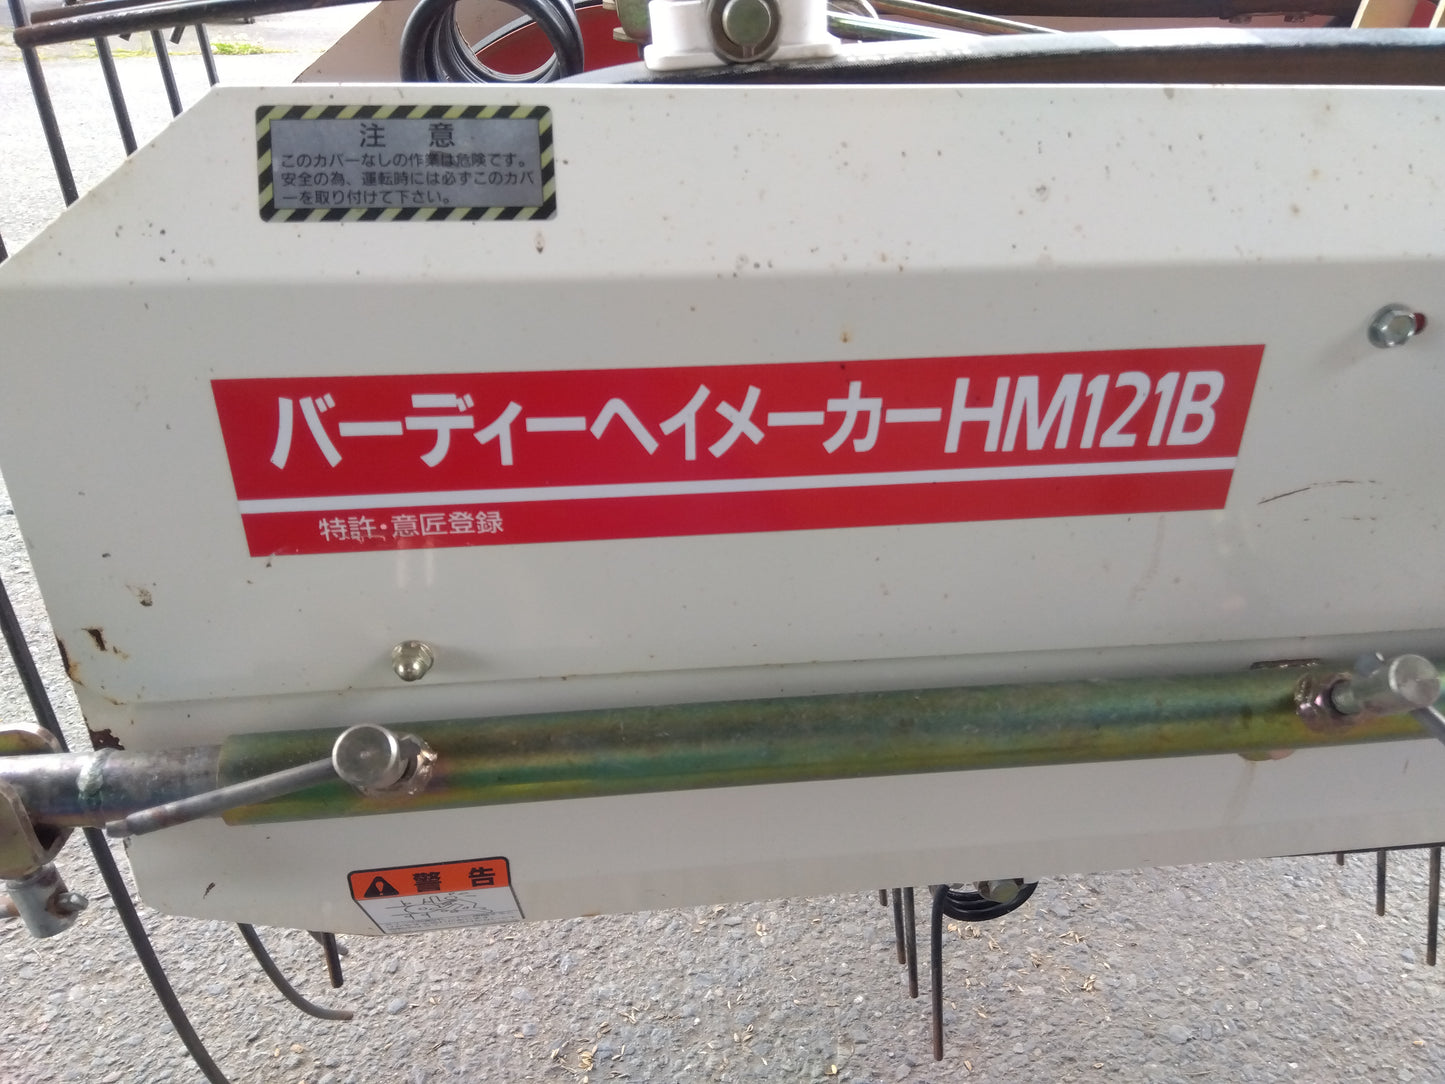 注 意
このカバーなしの作業は危険です。
安全の為、運転時には必ずこのカバ
ーを取り付けて下さい。
バーディーヘイメーカーHM121B
特許・意匠登録
警 告